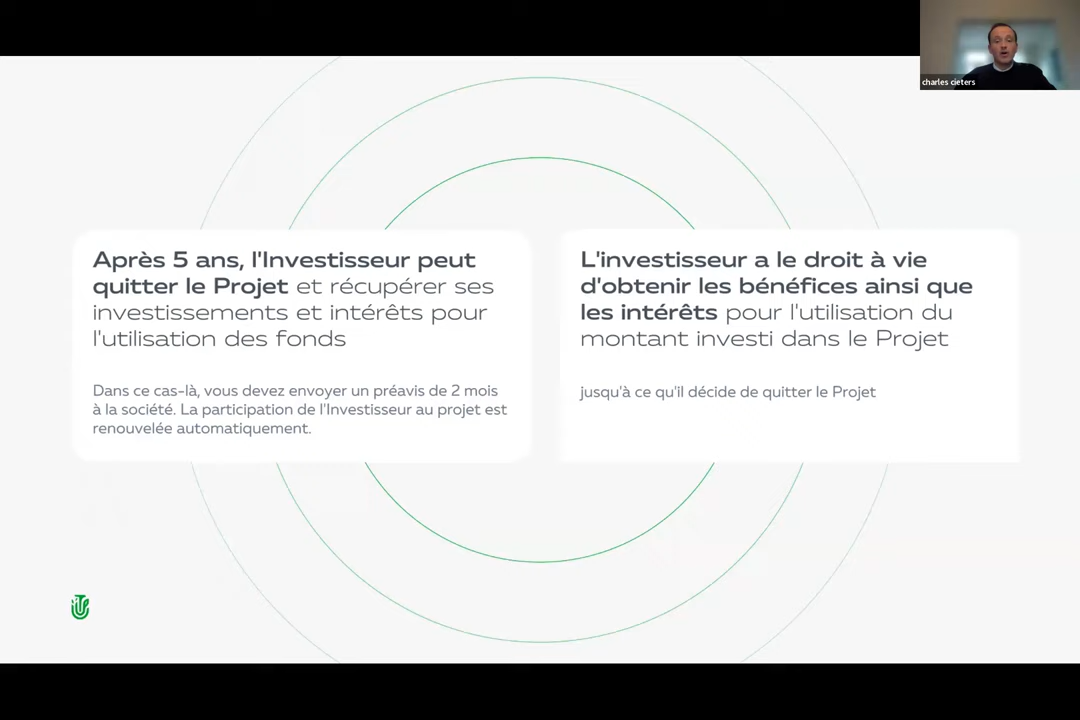 charles cieters
Après 5 ans, l'Investisseur peut
quitter le Projet et récupérer ses
investissements et intérêts pour
l'utilisation des fonds
Dans ce cas-là, vous devez envoyer un préavis de 2 mois
à la société. La participation de l'Investisseur au projet est
renouvelée automatiquement.
L'investisseur a le droit à vie
d'obtenir les bénéfices ainsi que
les intérêts pour l'utilisation du
montant investi dans le Projet
jusqu'à ce qu'il décide de quitter le Projet